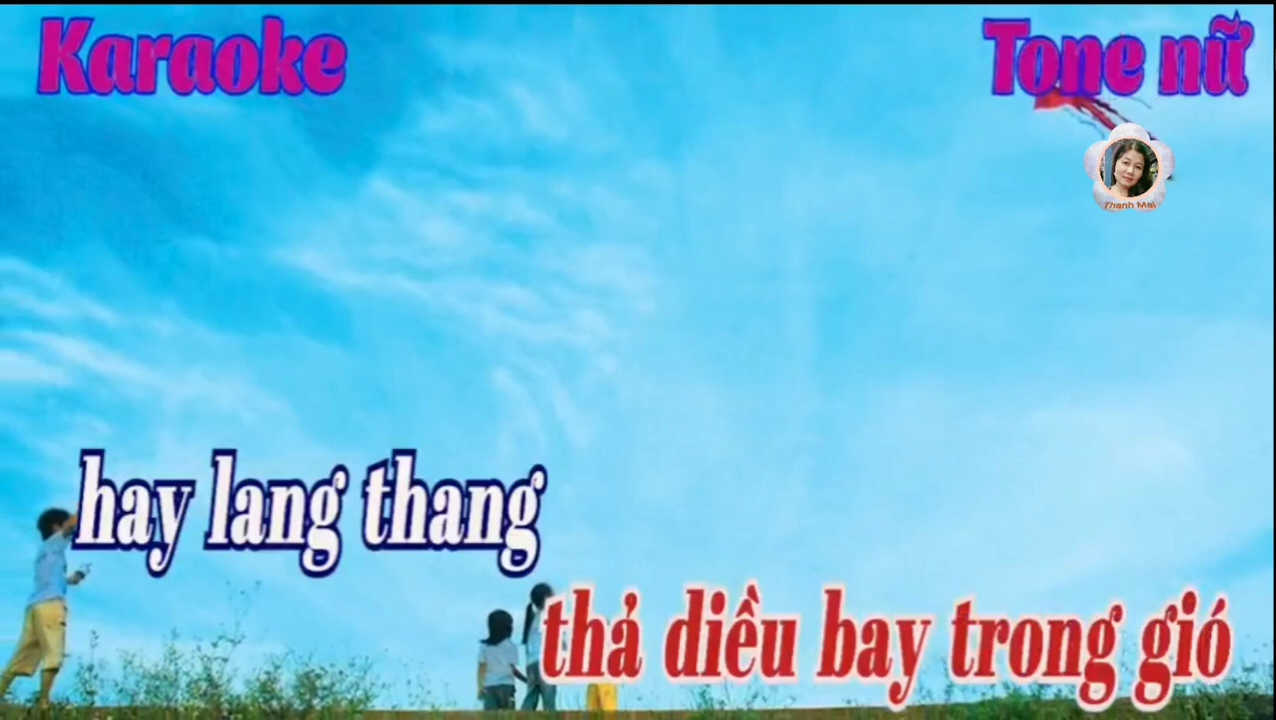 Karaoke
Tone nữ
Thanh Mai
hay lang thang
thả diều bay trong gió